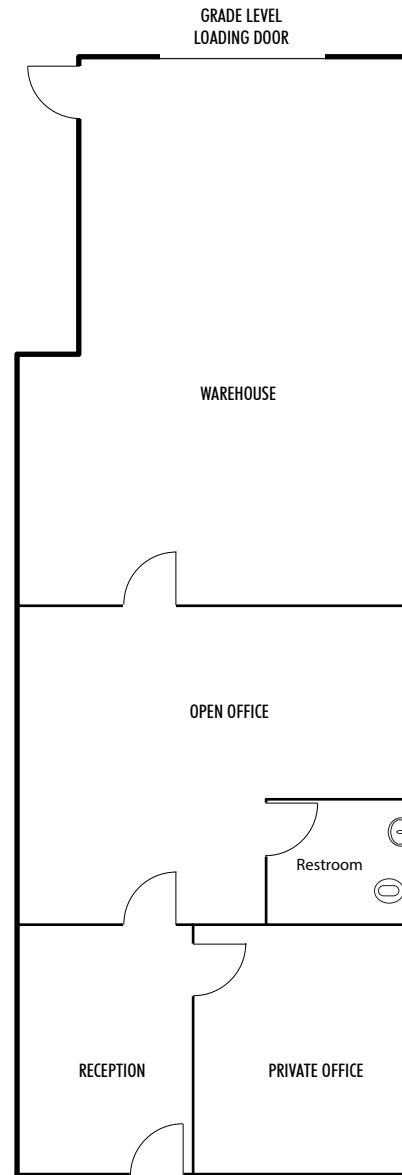 GRADE LEVEL
LOADING DOOR
WAREHOUSE
OPEN OFFICE
Restroom
RECEPTION
PRIVATE OFFICE